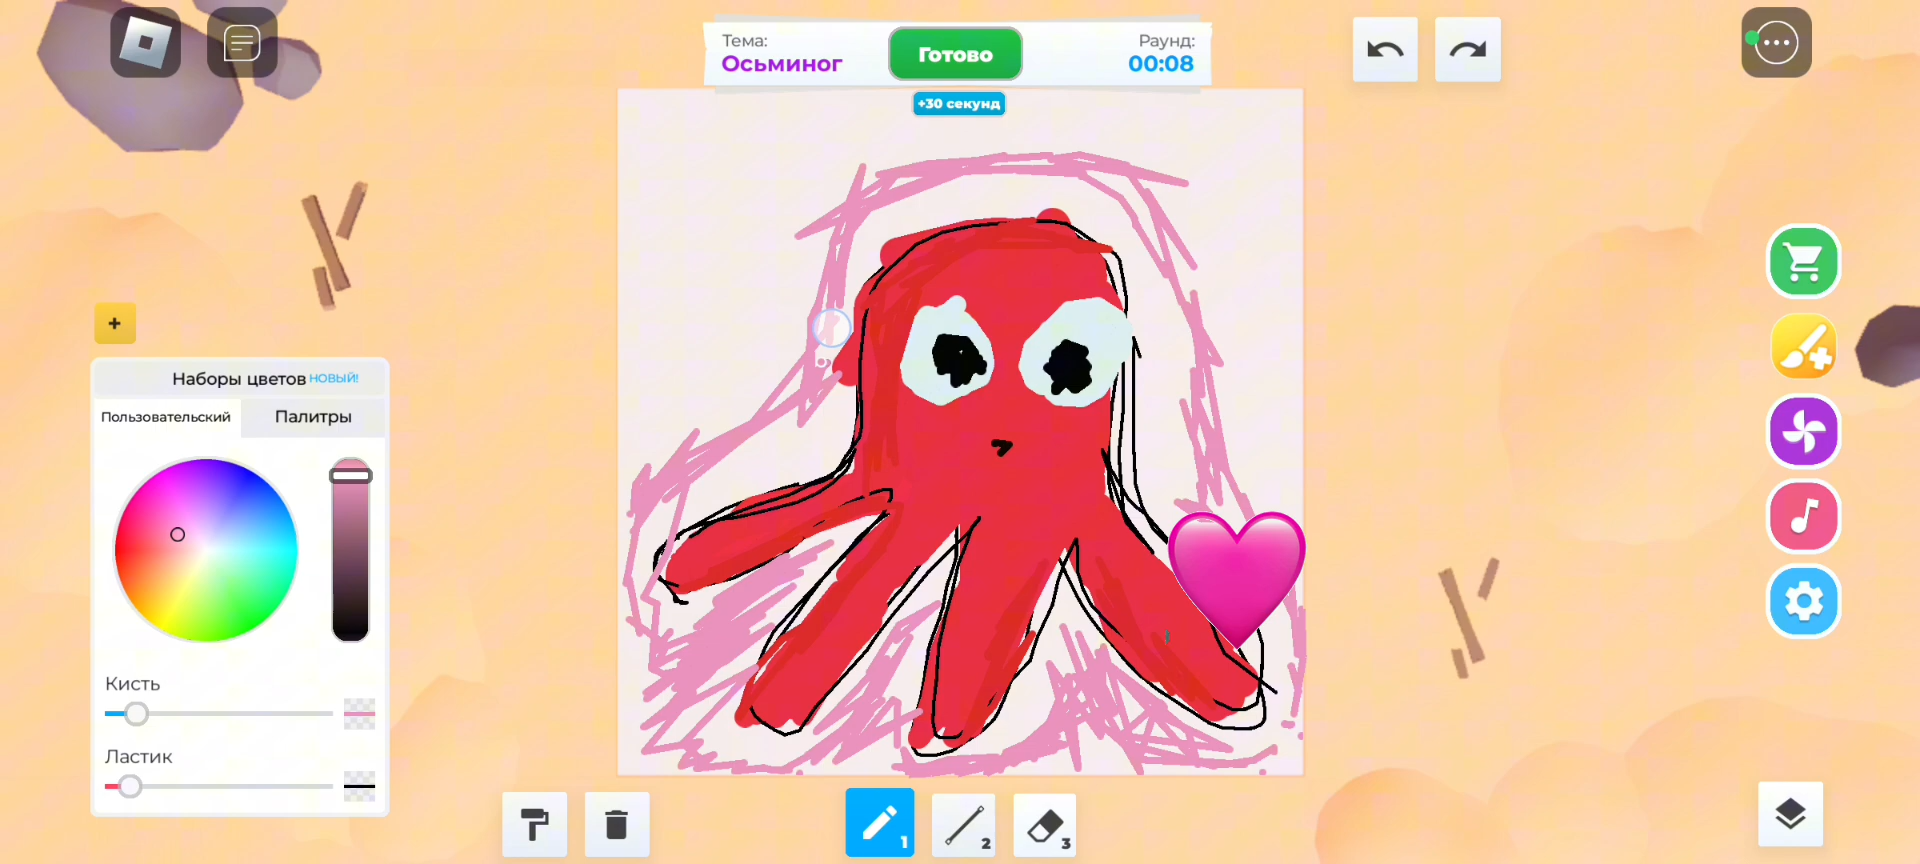 Тема:
Осьминог
Готово
Раунд:
00:08
+30 секунд
+
Наборы цветов НОВЫЙ!
Пользовательский
Палитры
Кисть
Ластик
1
2
3